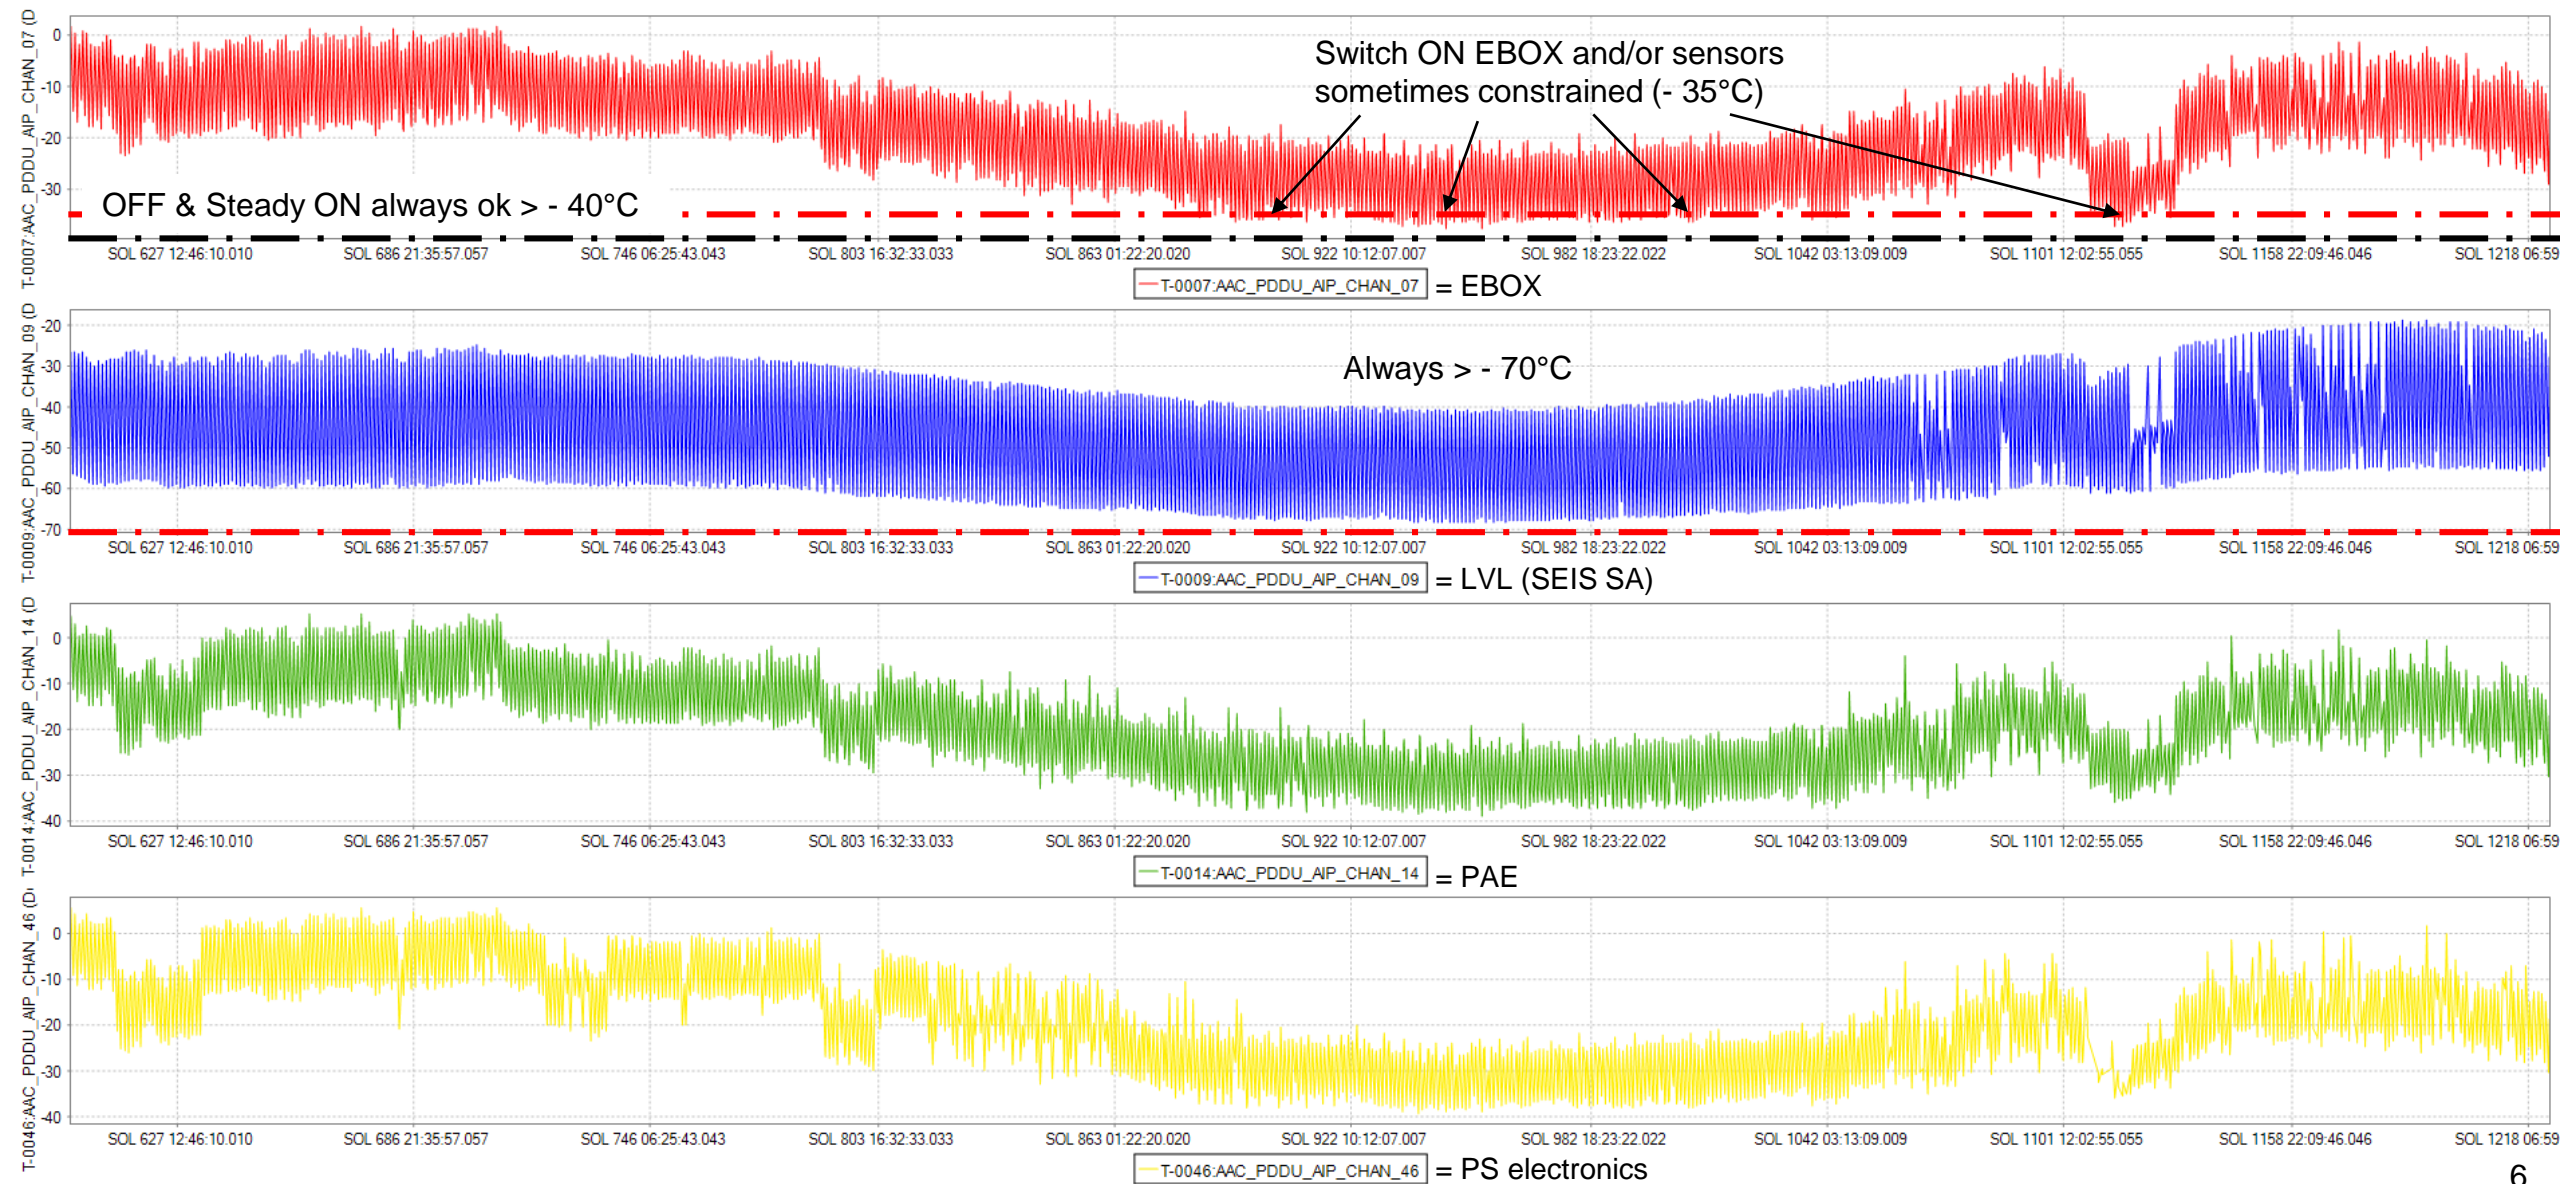 T-0007:AAC_PDDU_AIP_CHAN_07 (D
0
-10
-20
-30
Switch ON EBOX and/or sensors
sometimes constrained (- 35°C)
OFF & Steady ON always ok > - 40°C
SOL 627 12:46:10.010 SOL 686 21:35:57.057 SOL 746 06:25:43.043 SOL 803 16:32:33.033 SOL 863 01:22:20.020 SOL 922 10:12:07.007 SOL 982 18:23:22.022 SOL 1042 03:13:09.009 SOL 1101 12:02:55.055 SOL 1158 22:09:46.046 SOL 1218 06:59
T-0007:AAC_PDDU_AIP_CHAN_07 = EBOX
T-0009:AAC_PDDU_AIP_CHAN_09 (D
-20
-30
-40
-50
-60
-70
Always > - 70°C
SOL 627 12:46:10.010 SOL 686 21:35:57.057 SOL 746 06:25:43.043 SOL 803 16:32:33.033 SOL 863 01:22:20.020 SOL 922 10:12:07.007 SOL 982 18:23:22.022 SOL 1042 03:13:09.009 SOL 1101 12:02:55.055 SOL 1158 22:09:46.046 SOL 1218 06:59
T-0009:AAC_PDDU_AIP_CHAN_09 = LVL (SEIS SA)
T-0014:AAC_PDDU_AIP_CHAN_14 (D
0
-10
-20
-30
-40
SOL 627 12:46:10.010 SOL 686 21:35:57.057 SOL 746 06:25:43.043 SOL 803 16:32:33.033 SOL 863 01:22:20.020 SOL 922 10:12:07.007 SOL 982 18:23:22.022 SOL 1042 03:13:09.009 SOL 1101 12:02:55.055 SOL 1158 22:09:46.046 SOL 1218 06:59
T-0014:AAC_PDDU_AIP_CHAN_14 = PAE
T-0046:AAC_PDDU_AIP_CHAN_46 (D
0
-10
-20
-30
-40
SOL 627 12:46:10.010 SOL 686 21:35:57.057 SOL 746 06:25:43.043 SOL 803 16:32:33.033 SOL 863 01:22:20.020 SOL 922 10:12:07.007 SOL 982 18:23:22.022 SOL 1042 03:13:09.009 SOL 1101 12:02:55.055 SOL 1158 22:09:46.046 SOL 1218 06:59
T-0046:AAC_PDDU_AIP_CHAN_46 = PS electronics
6